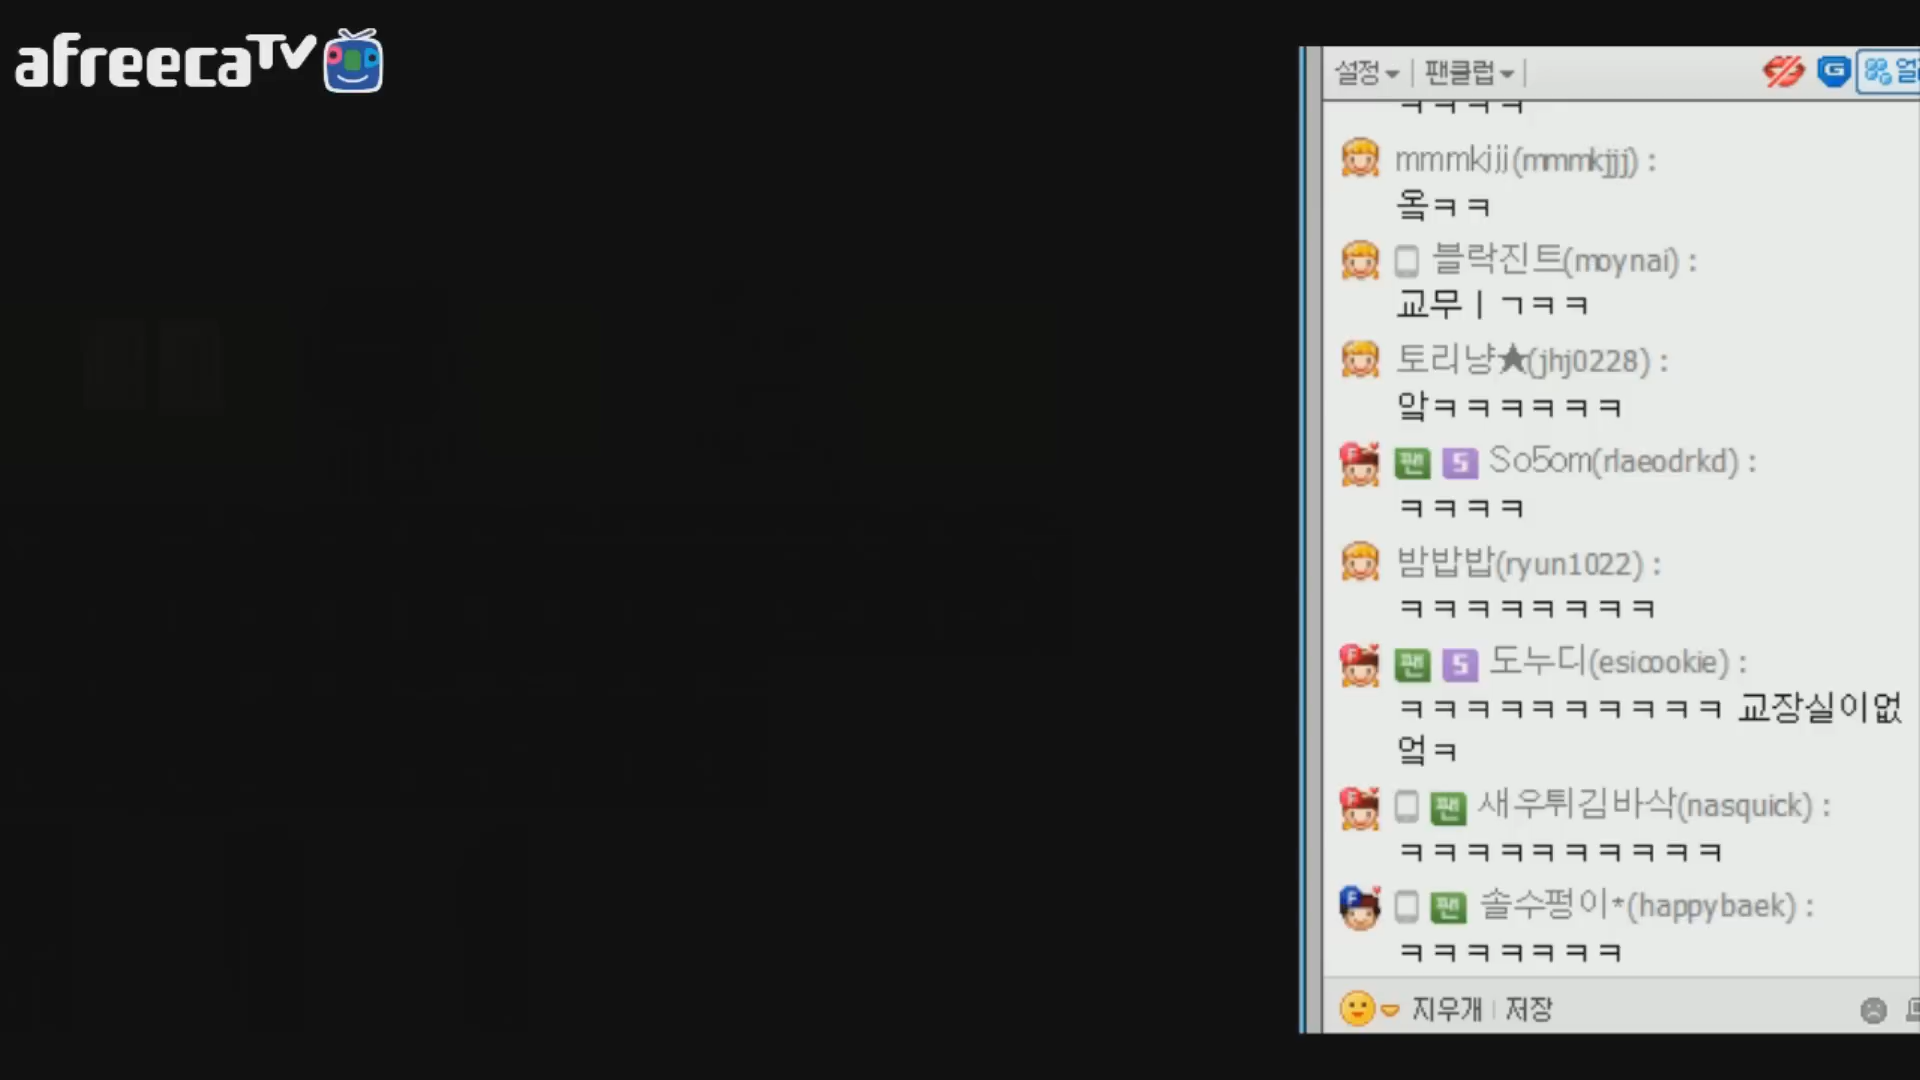 afreecaTV
설정 팬클럽
ㅋㅋㅋㅋ
mmmkjjj(mmmkjjj) :
옼ㅋㅋ
블락진트(moynai) :
교무ㅣㄱㅋㅋ
토리냥★(jhj0228) :
앜ㅋㅋㅋㅋㅋㅋ
팬 S So5om(rlaeodrkd) :
ㅋㅋㅋㅋ
밤밥밥(ryun1022) :
ㅋㅋㅋㅋㅋㅋㅋㅋ
팬 S 도누디(esicookie) :
ㅋㅋㅋㅋㅋㅋㅋㅋㅋㅋ 교장실이없
엌ㅋ
팬 새우튀김바삭(nasquick) :
ㅋㅋㅋㅋㅋㅋㅋㅋㅋㅋ
팬 솔수펑이*(happybaek) :
ㅋㅋㅋㅋㅋㅋㅋ
지우개 저장